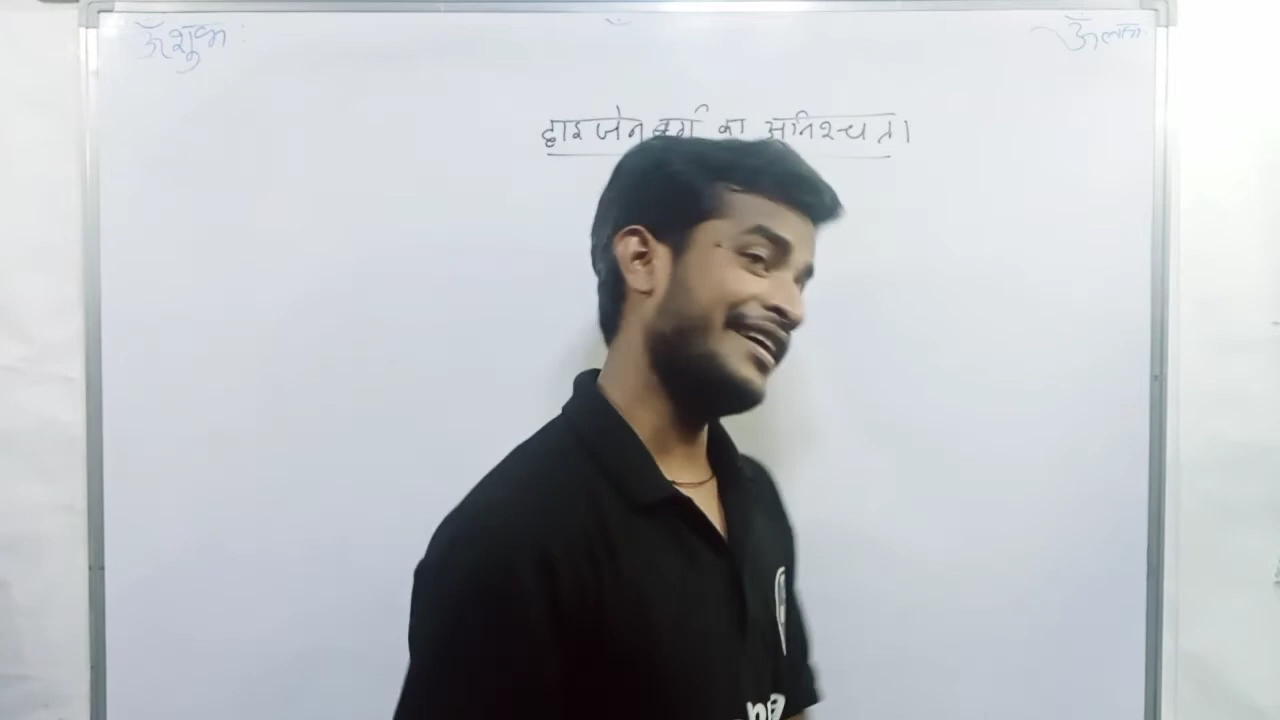 ॐ शुभ :
ॐ
ॐ लाभ
हाइजेनबर्ग का अनिश्चता